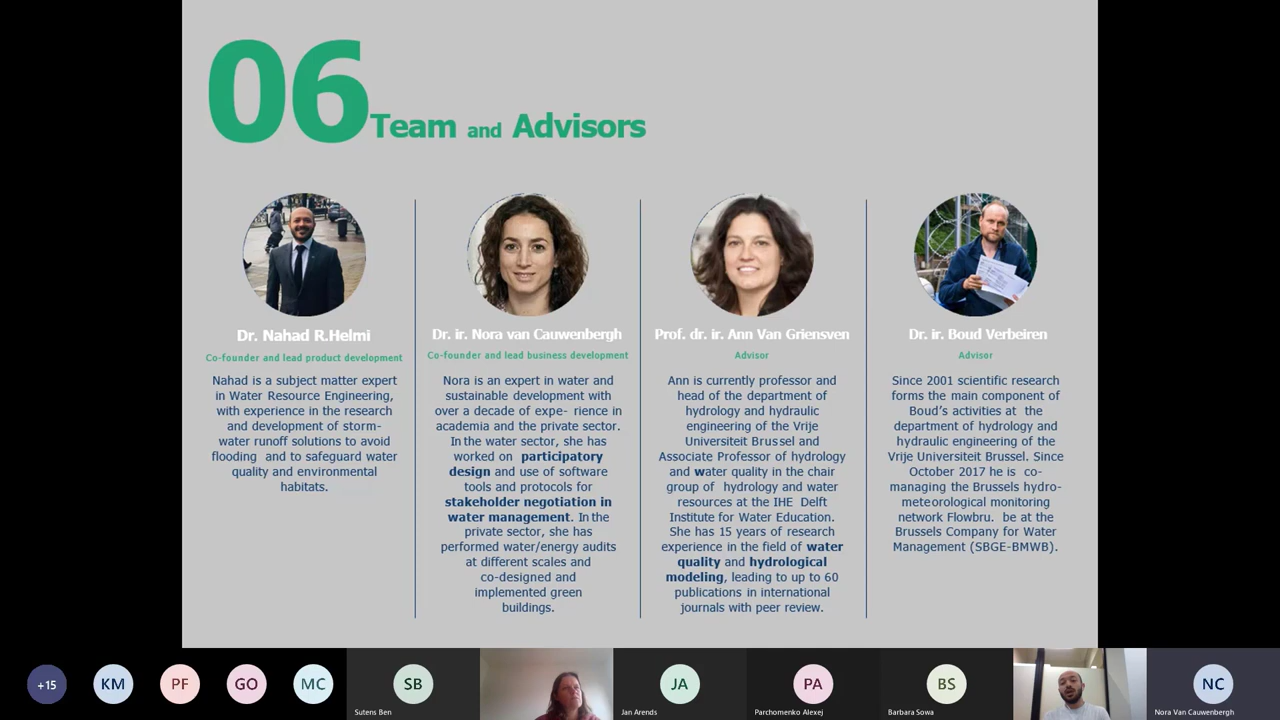 06 Team and Advisors
Dr. Nahad R.Helmi
Co-founder and lead product development
Nahad is a subject matter expert
in Water Resource Engineering,
with experience in the research
and development of storm-
water runoff solutions to avoid
flooding and to safeguard water
quality and environmental
habitats.
Dr. ir. Nora van Cauwenbergh
Co-founder and lead business development
Nora is an expert in water and
sustainable development with
over a decade of expe- rience in
academia and the private sector.
In the water sector, she has
worked on participatory
design and use of software
tools and protocols for
stakeholder negotiation in
water management. In the
private sector, she has
performed water/energy audits
at different scales and
co-designed and
implemented green
buildings.
Prof. dr. ir. Ann Van Griensven
Advisor
Ann is currently professor and
head of the department of
hydrology and hydraulic
engineering of the Vrije
Universiteit Brussel and
Associate Professor of hydrology
and water quality in the chair
group of hydrology and water
resources at the IHE Delft
Institute for Water Education.
She has 15 years of research
experience in the field of water
quality and hydrological
modeling, leading to up to 60
publications in international
journals with peer review.
Dr. ir. Boud Verbeiren
Advisor
Since 2001 scientific research
forms the main component of
Boud’s activities at the
department of hydrology and
hydraulic engineering of the
Vrije Universiteit Brussel. Since
October 2017 he is co-
managing the Brussels hydro-
meteorological monitoring
network Flowbru. be at the
Brussels Company for Water
Management (SBGE-BMWB).
+15
KM
PF
GO
MC
SB
Sutens Ben
JA
Jan Arends
PA
Parchomenko Alexej
BS
Barbara Sowa
NC
Nora Van Cauwenbergh